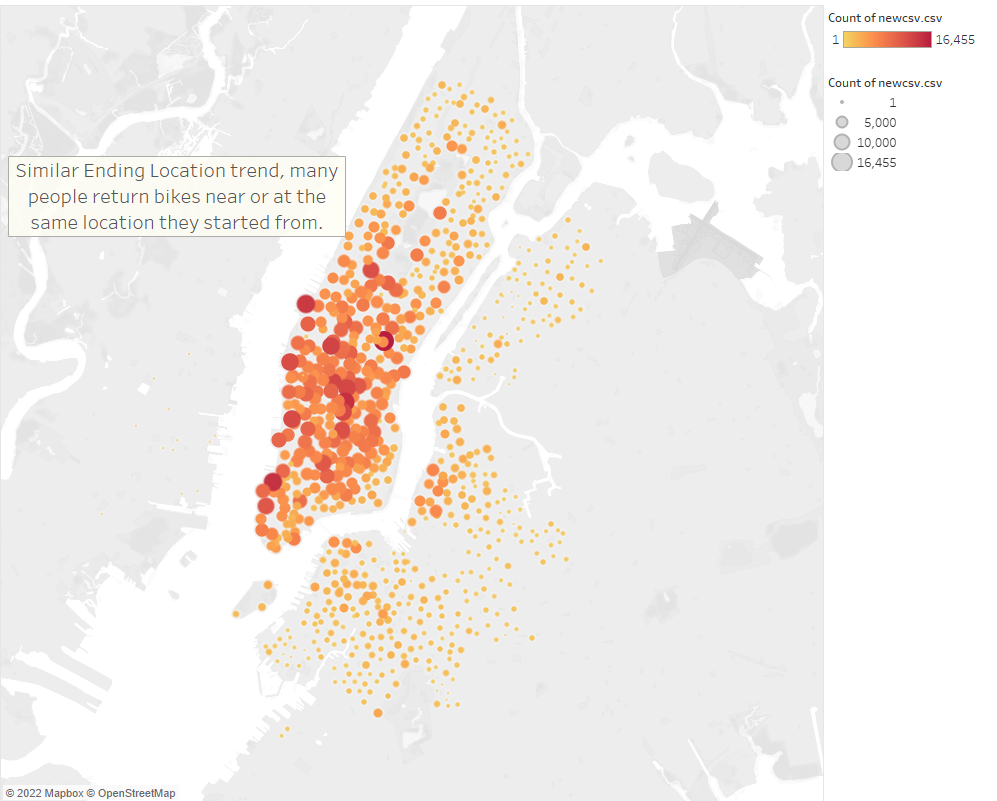 Count of newcsv.csv
1 16,455
Count of newcsv.csv
1
5,000
10,000
16,455
Similar Ending Location trend, many
people return bikes near or at the
same location they started from.
© 2022 Mapbox © OpenStreetMap